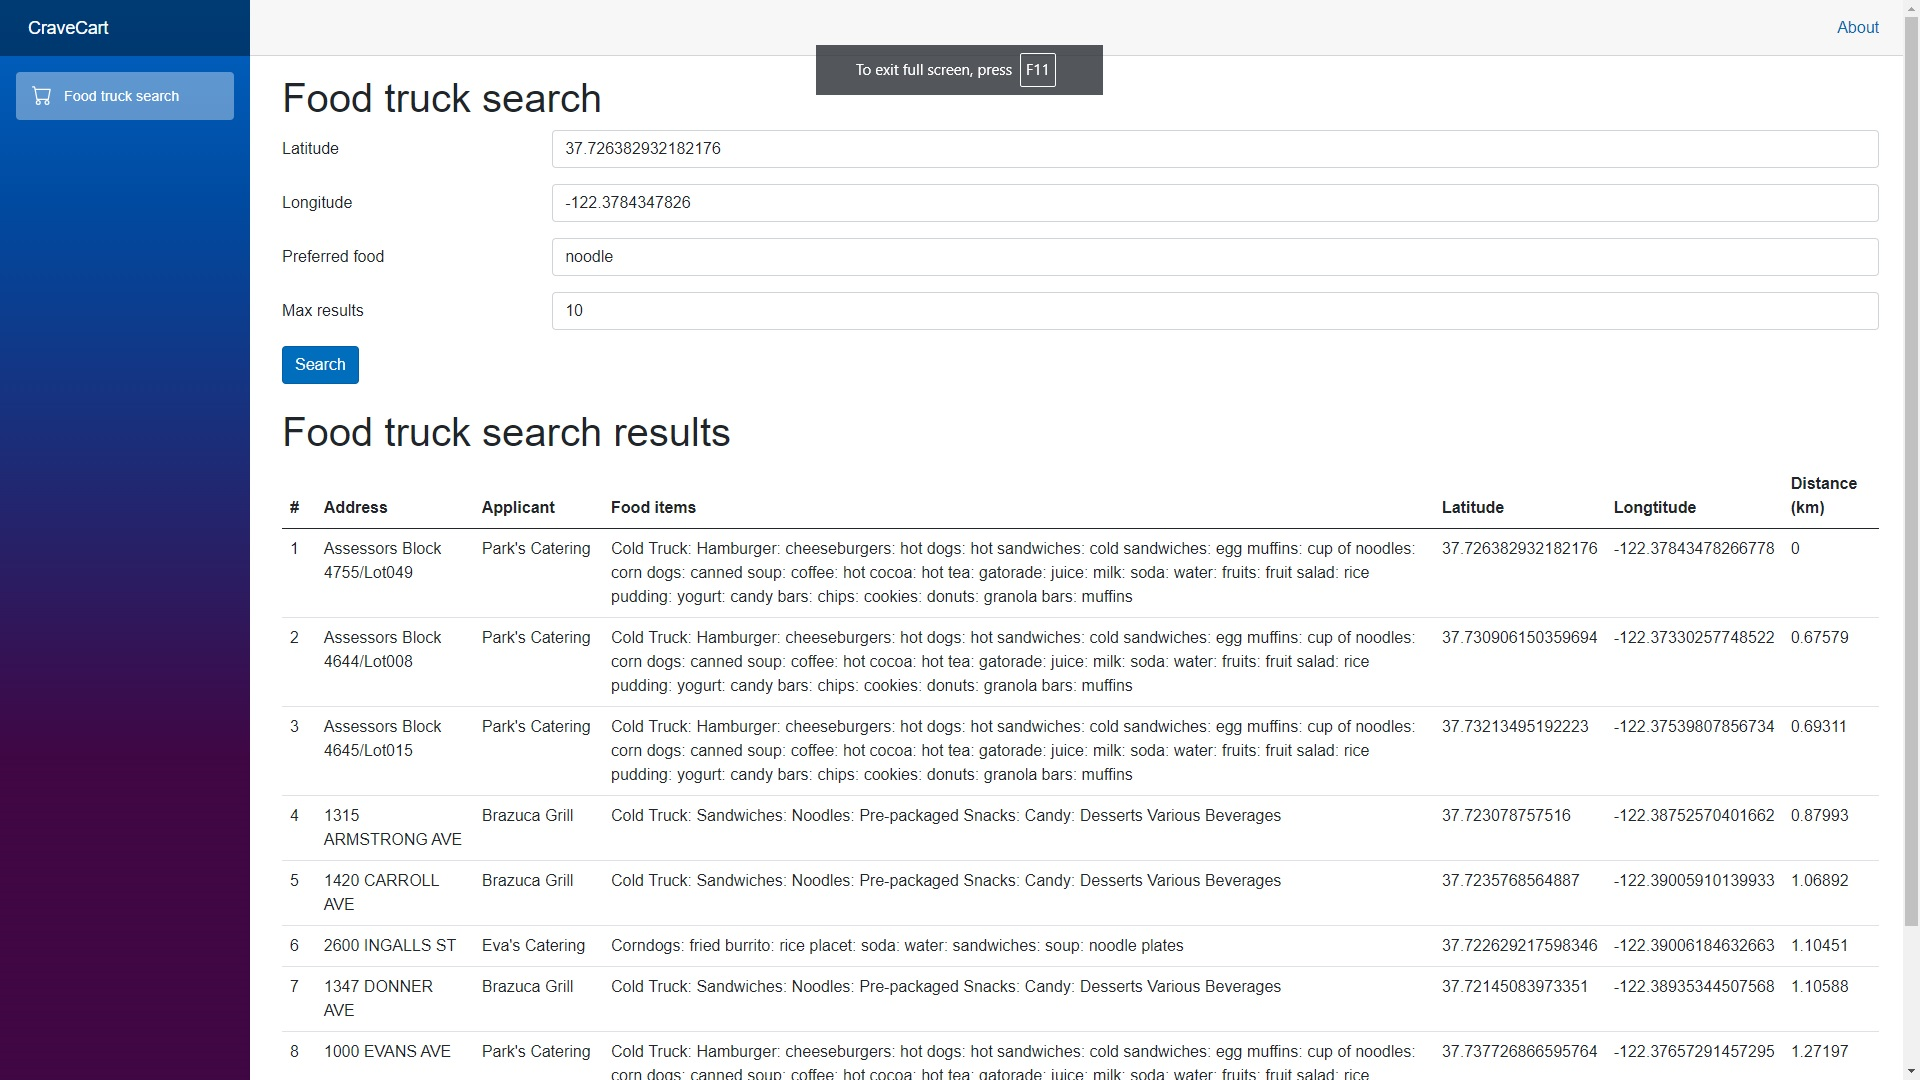 CraveCart
About
To exit full screen, press F11
Food truck search
Food truck search
Latitude
37.726382932182176
Longitude
-122.3784347826
Preferred food
noodle
Max results
10
Search
Food truck search results
# Address Applicant Food items Latitude Longtitude Distance (km)
1 Assessors Block 4755/Lot049 Park's Catering Cold Truck: Hamburger: cheeseburgers: hot dogs: hot sandwiches: cold sandwiches: egg muffins: cup of noodles: 37.726382932182176 -122.37843478266778 0
corn dogs: canned soup: coffee: hot cocoa: hot tea: gatorade: juice: milk: soda: water: fruits: fruit salad: rice
pudding: yogurt: candy bars: chips: cookies: donuts: granola bars: muffins
2 Assessors Block 4644/Lot008 Park's Catering Cold Truck: Hamburger: cheeseburgers: hot dogs: hot sandwiches: cold sandwiches: egg muffins: cup of noodles: 37.730906150359694 -122.37330257748522 0.67579
corn dogs: canned soup: coffee: hot cocoa: hot tea: gatorade: juice: milk: soda: water: fruits: fruit salad: rice
pudding: yogurt: candy bars: chips: cookies: donuts: granola bars: muffins
3 Assessors Block 4645/Lot015 Park's Catering Cold Truck: Hamburger: cheeseburgers: hot dogs: hot sandwiches: cold sandwiches: egg muffins: cup of noodles: 37.73213495192223 -122.37539807856734 0.69311
corn dogs: canned soup: coffee: hot cocoa: hot tea: gatorade: juice: milk: soda: water: fruits: fruit salad: rice
pudding: yogurt: candy bars: chips: cookies: donuts: granola bars: muffins
4 1315 ARMSTRONG AVE Brazuca Grill Cold Truck: Sandwiches: Noodles: Pre-packaged Snacks: Candy: Desserts Various Beverages 37.723078757516 -122.38752570401662 0.87993
5 1420 CARROLL AVE Brazuca Grill Cold Truck: Sandwiches: Noodles: Pre-packaged Snacks: Candy: Desserts Various Beverages 37.7235768564887 -122.39005910139933 1.06892
6 2600 INGALLS ST Eva's Catering Corndogs: fried burrito: rice placet: soda: water: sandwiches: soup: noodle plates 37.722629217598346 -122.39006184632663 1.10451
7 1347 DONNER AVE Brazuca Grill Cold Truck: Sandwiches: Noodles: Pre-packaged Snacks: Candy: Desserts Various Beverages 37.72145083973351 -122.38935344507568 1.10588
8 1000 EVANS AVE Park's Catering Cold Truck: Hamburger: cheeseburgers: hot dogs: hot sandwiches: cold sandwiches: egg muffins: cup of noodles: 37.737726866595764 -122.37657291457295 1.27197
corn dogs: canned soup: coffee: hot cocoa: hot tea: gatorade: juice: milk: soda: water: fruits: fruit salad: rice